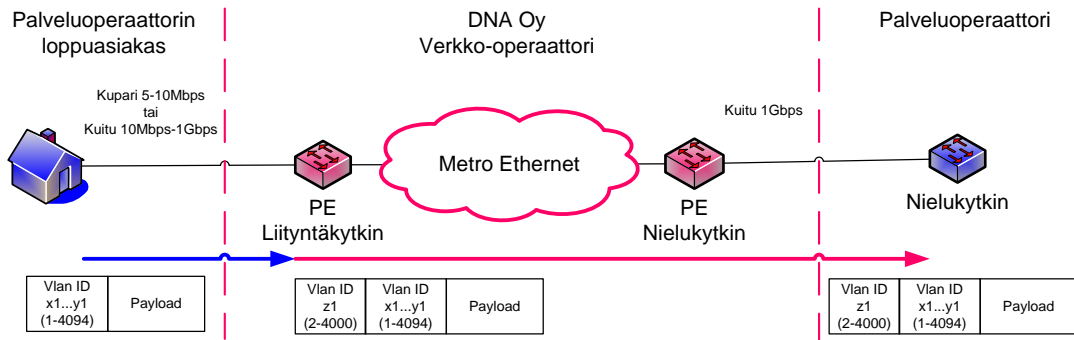 Palveluoperaattorin
loppuasiakas
DNA Oy
Verkko-operaattori
Palveluoperaattori
Kupari 5-10Mbps
tai
Kuitu 10Mbps-1Gbps
Kuitu 1Gbps
Metro Ethernet
PE
Liityntäkytkin
PE
Nielukytkin
Nielukytkin
Vlan ID
x1...y1
(1-4094)
Payload
Vlan ID
z1
(2-4000)
Vlan ID
x1...y1
(1-4094)
Payload
Vlan ID
z1
(2-4000)
Vlan ID
x1...y1
(1-4094)
Payload